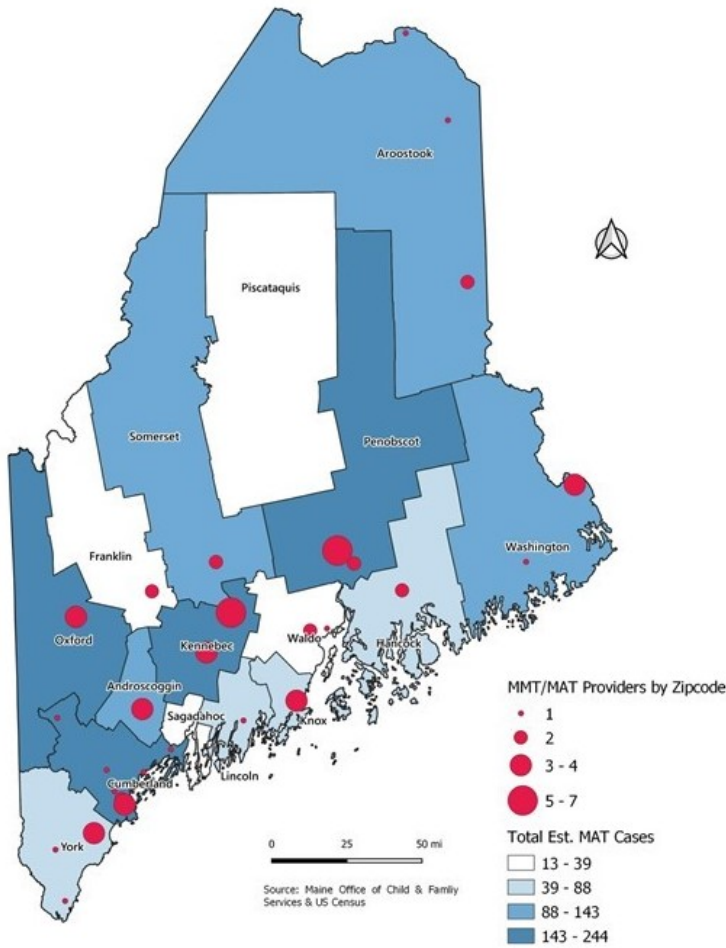 Aroostook
Piscataquis
Somerset
Penobscot
Franklin
Washington
Oxford
Kennebec
Waldo
Hancock
Androscoggin
Sagadahoc
Knox
Lincoln
Cumberland
York
0 25 50 mi
Source: Maine Office of Child & Famliy
Services & US Census
MMT/MAT Providers by Zipcode
1
2
3 - 4
5 - 7
Total Est. MAT Cases
13 - 39
39 - 88
88 - 143
143 - 244